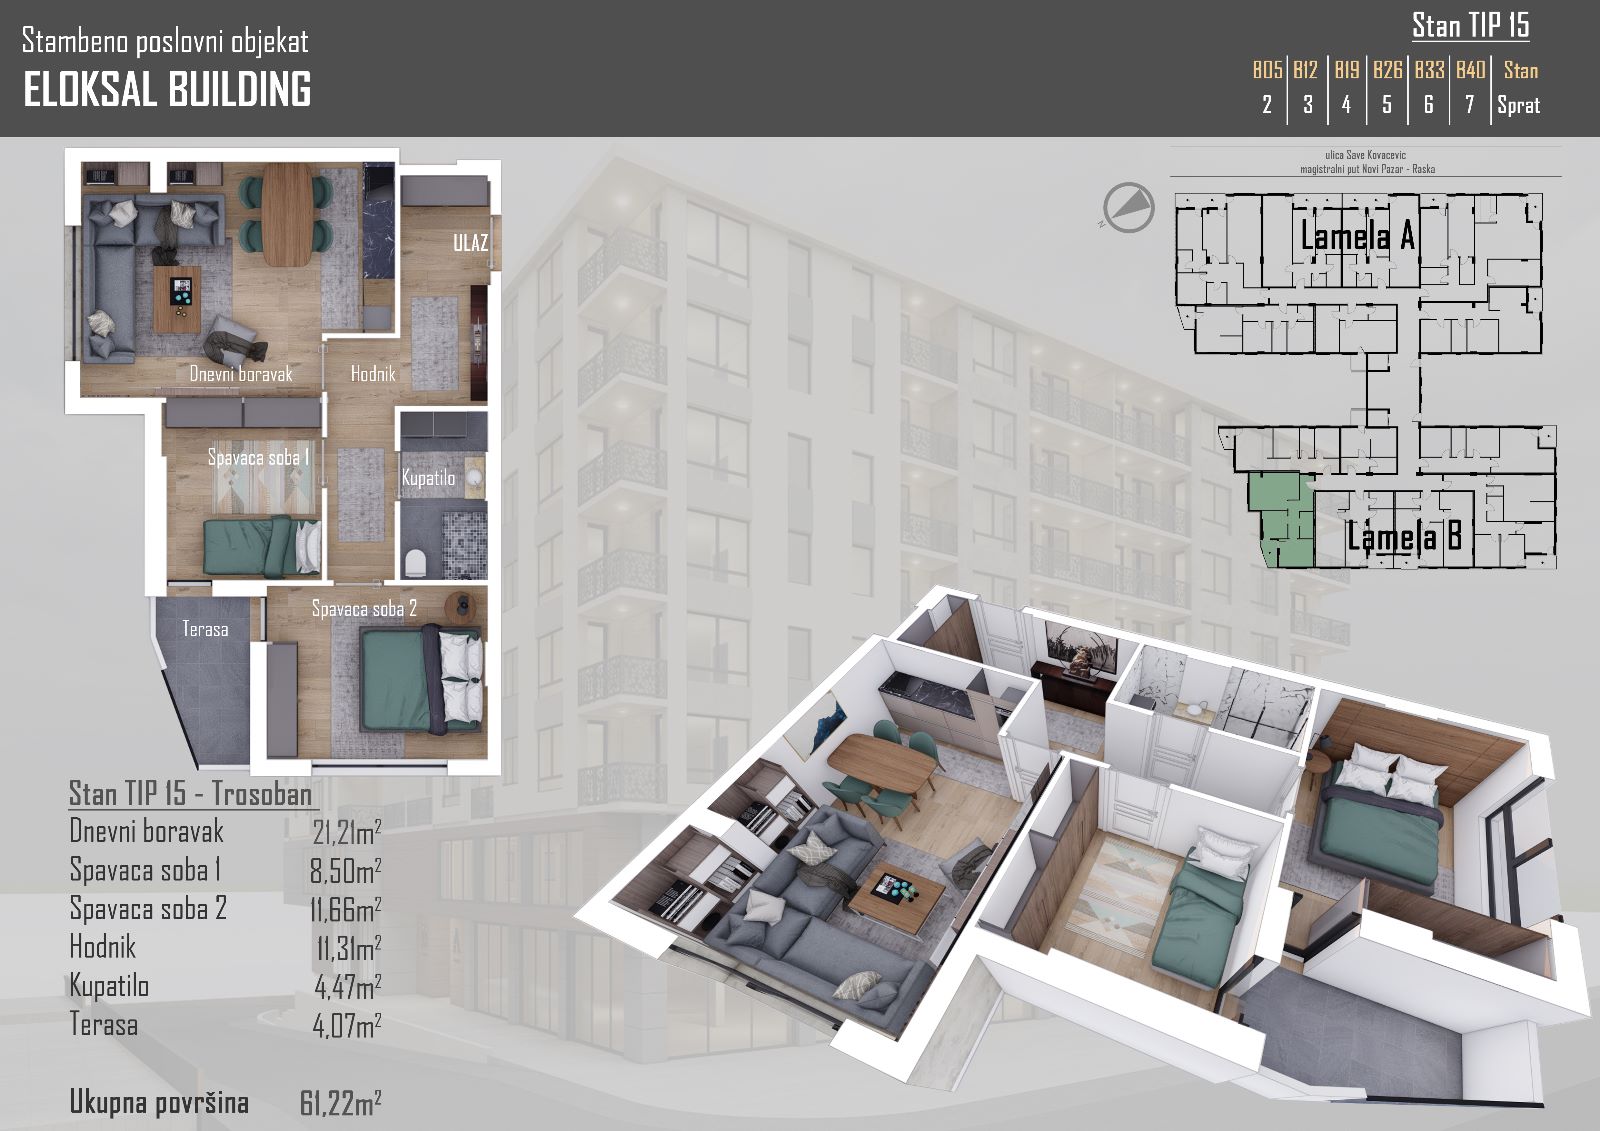 Stambeno poslovni objekat
ELOKSAL BUILDING
Stan TIP 15
B05 B12 B19 B26 B33 B40 Stan
2 3 4 5 6 7 Sprat
ulica Save Kovacevic
magistralni put Novi Pazar - Raska
N
Lamela A
Lamela B
ULAZ
Dnevni boravak
Hodnik
Spavaca soba 1
Kupatilo
Spavaca soba 2
Terasa
Stan TIP 15 - Trosoban
Dnevni boravak 21,21m²
Spavaca soba 1 8,50m²
Spavaca soba 2 11,66m²
Hodnik 11,31m²
Kupatilo 4,47m²
Terasa 4,07m²
Ukupna površina 61,22m²